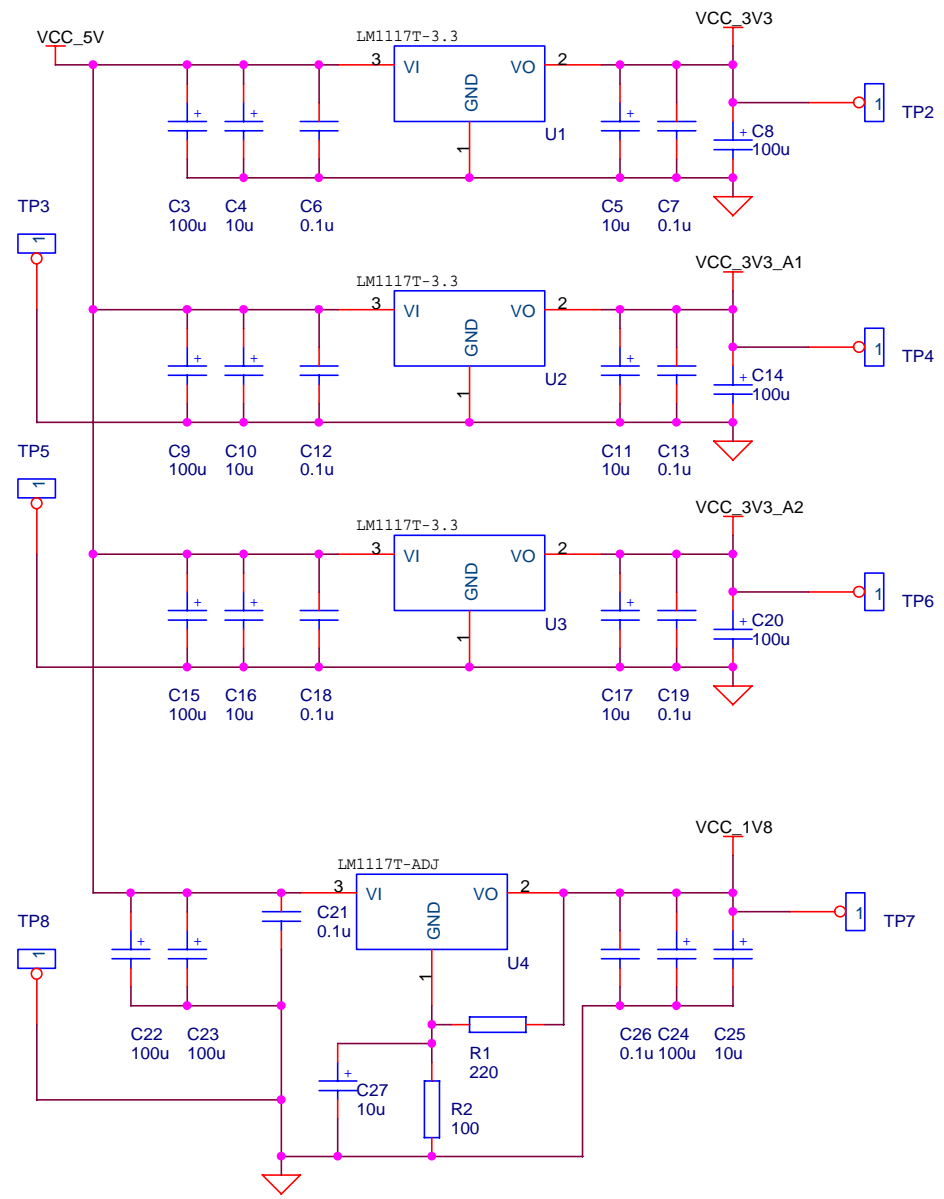 VCC_5V
LM1117T-3.3
VCC_3V3
3
VI
VO
2
GND
1
U1
1
TP2
+
+
+
+
C8
100u
C3
C4
C6
C5
C7
100u
10u
0.1u
10u
0.1u
TP3
1
LM1117T-3.3
VCC_3V3_A1
3
VI
VO
2
GND
1
U2
1
TP4
+
+
+
+
C14
100u
C9
C10
C12
C11
C13
100u
10u
0.1u
10u
0.1u
TP5
1
LM1117T-3.3
VCC_3V3_A2
3
VI
VO
2
GND
1
U3
1
TP6
+
+
+
+
C20
100u
C15
C16
C18
C17
C19
100u
10u
0.1u
10u
0.1u
VCC_1V8
LM1117T-ADJ
3
VI
VO
2
GND
1
U4
C21
0.1u
TP8
1
1
TP7
+
+
+
+
C22
C23
100u
100u
C26
C24
C25
0.1u
100u
10u
R1
220
+
C27
10u
R2
100